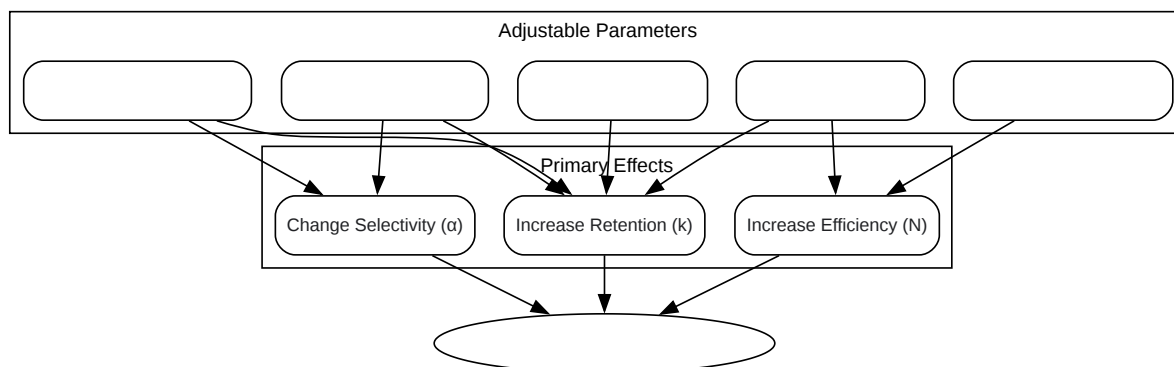 Adjustable Parameters
Primary Effects
Change Selectivity (α)
Increase Retention (k)
Increase Efficiency (N)